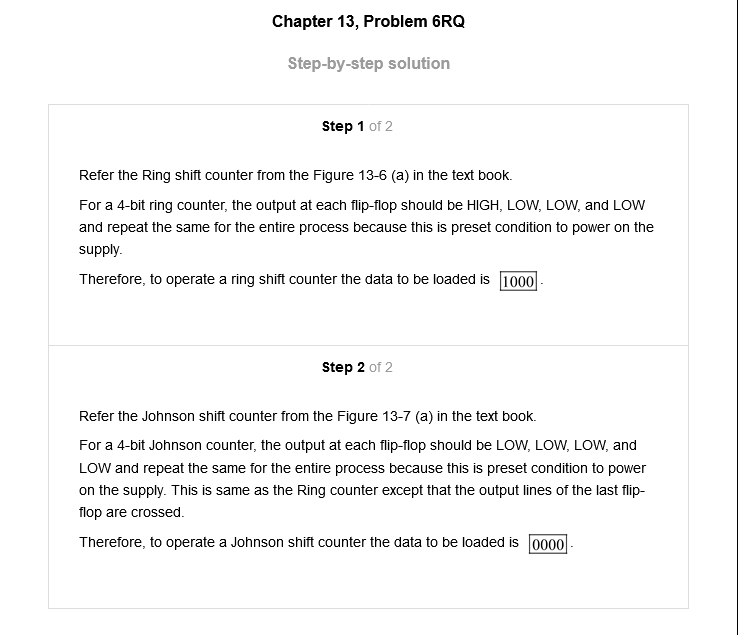 Chapter 13, Problem 6RQ
Step-by-step solution
Step 1 of 2
Refer the Ring shift counter from the Figure 13-6 (a) in the text book.
For a 4-bit ring counter, the output at each flip-flop should be HIGH, LOW, LOW, and LOW
and repeat the same for the entire process because this is preset condition to power on the
supply.
Therefore, to operate a ring shift counter the data to be loaded is 1000.
Step 2 of 2
Refer the Johnson shift counter from the Figure 13-7 (a) in the text book.
For a 4-bit Johnson counter, the output at each flip-flop should be LOW, LOW, LOW, and
LOW and repeat the same for the entire process because this is preset condition to power
on the supply. This is same as the Ring counter except that the output lines of the last flip-
flop are crossed.
Therefore, to operate a Johnson shift counter the data to be loaded is 0000.